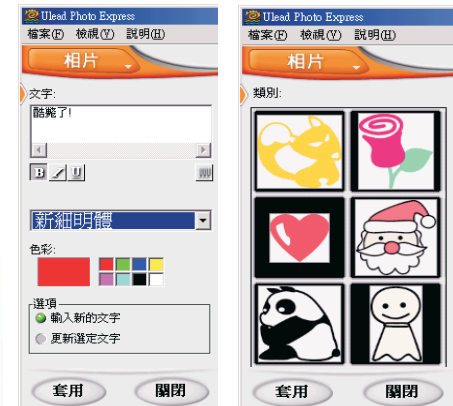 Ulead Photo Express
檔案(F) 檢視(V) 說明(H)
相片
文字:
酷斃了!
B I U
新細明體
色彩:
選項
輸入新的文字
更新選定文字
套用 關閉
Ulead Photo Express
檔案(F) 檢視(V) 說明(H)
相片
類別:
套用 關閉